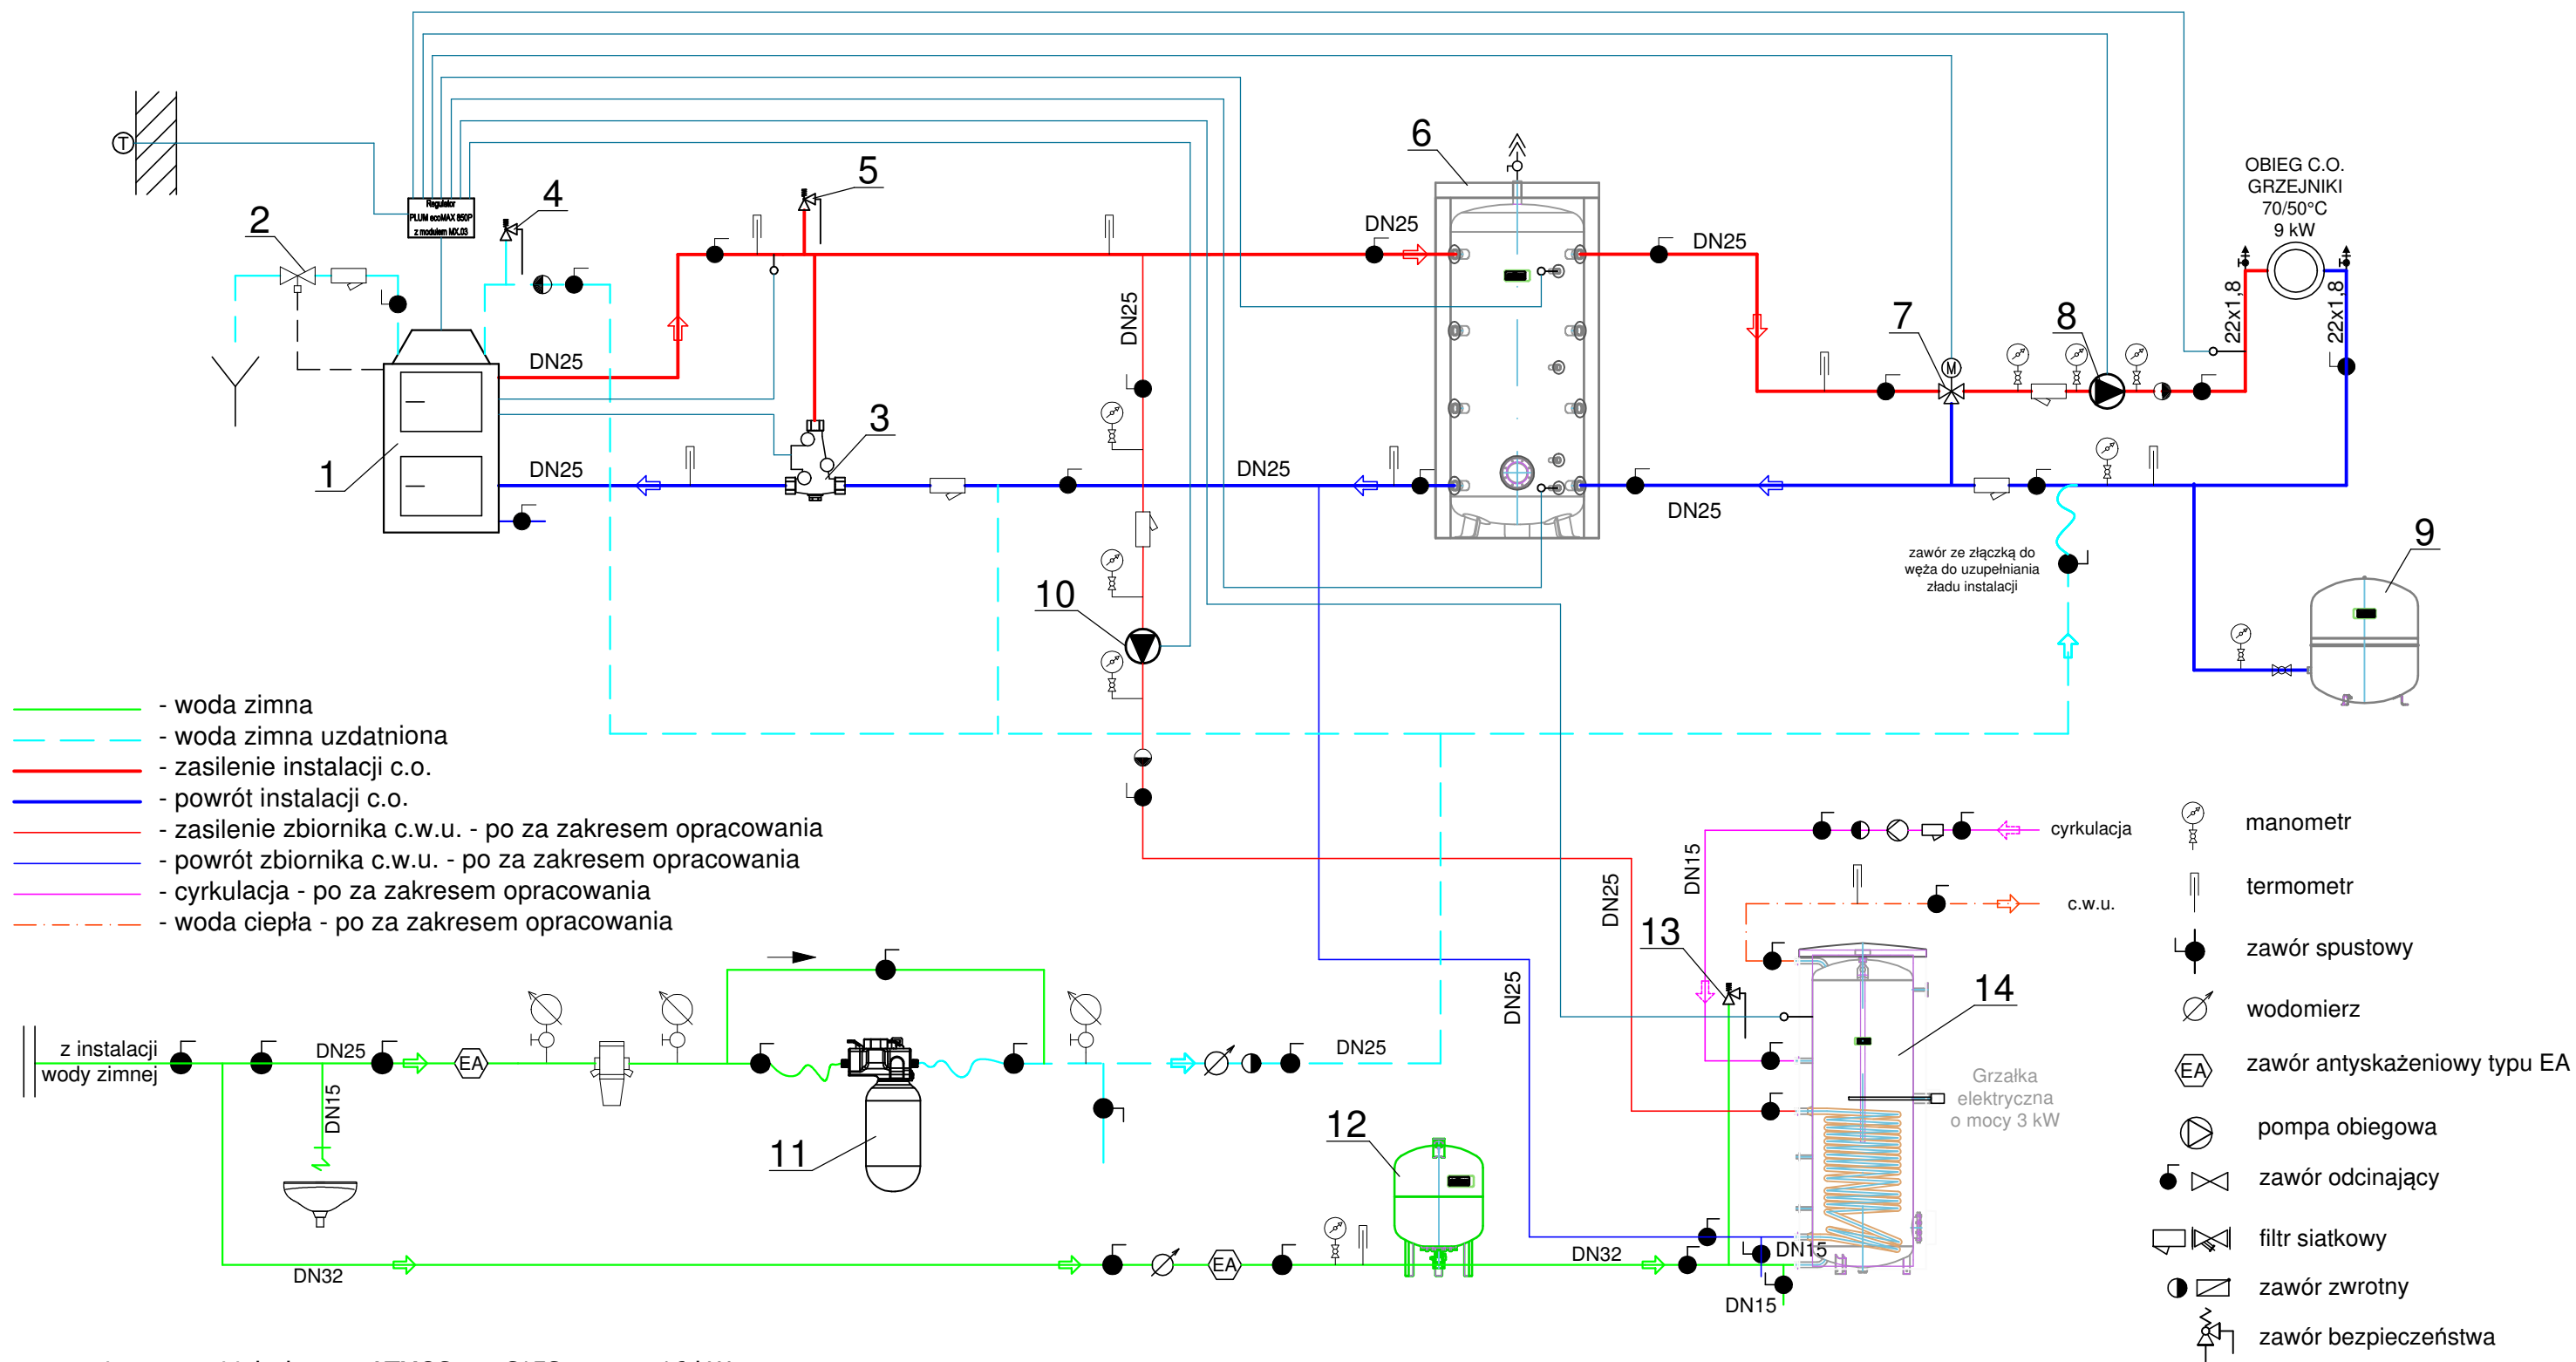 OBIEG C.O.
GRZEJNIKI
70/50°C
9 kW
T
Regulator
PLUM ecoMAX 850P
z modułem MX.03
2
4
5
6
DN25
DN25
DN25
22x1,8
22x1,8
7
8
M
DN25
3
1
DN25
DN25
DN25
zawór ze złączką do
węża do uzupełniania
zładu instalacji
9
10
- woda zimna
- woda zimna uzdatniona
- zasilenie instalacji c.o.
- powrót instalacji c.o.
- zasilenie zbiornika c.w.u. - po za zakresem opracowania
- powrót zbiornika c.w.u. - po za zakresem opracowania
- cyrkulacja - po za zakresem opracowania
- woda ciepła - po za zakresem opracowania
cyrkulacja
DN15
DN25
c.w.u.
13
14
DN25
manometr
termometr
zawór spustowy
wodomierz
EA
zawór antyskażeniowy typu EA
pompa obiegowa
zawór odcinający
filtr siatkowy
zawór zwrotny
zawór bezpieczeństwa
z instalacji
wody zimnej
DN25
EA
DN15
DN25
11
12
Grzałka
elektryczna
o mocy 3 kW
DN32
EA
DN32
DN15
DN15